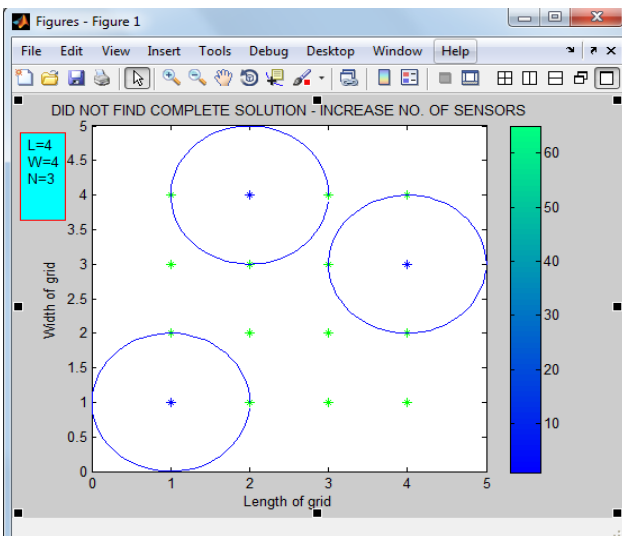 Figures - Figure 1
File Edit View Insert Tools Debug Desktop Window Help
DID NOT FIND COMPLETE SOLUTION - INCREASE NO. OF SENSORS
L=4
W=4
N=3
Width of grid
5
4.5
4
3.5
3
2.5
2
1.5
1
0.5
0
0 1 2 3 4 5
Length of grid
60
50
40
30
20
10